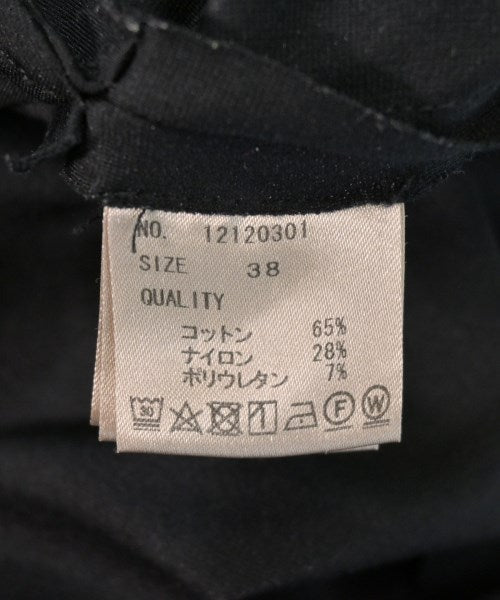 NO. 12120301
SIZE 38
QUALITY
コットン 65%
ナイロン 28%
ポリウレタン 7%
30 F W